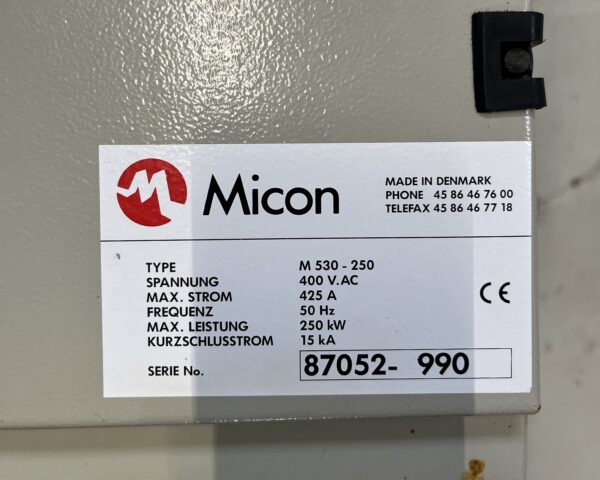 Micon
MADE IN DENMARK
PHONE 45 86 46 76 00
TELEFAX 45 86 46 77 18
TYPE M 530 - 250
SPANNUNG 400 V.AC
MAX. STROM 425 A
FREQUENZ 50 Hz
MAX. LEISTUNG 250 kW
KURZSCHLUSSTROM 15 kA
CE
SERIE No. 87052- 990